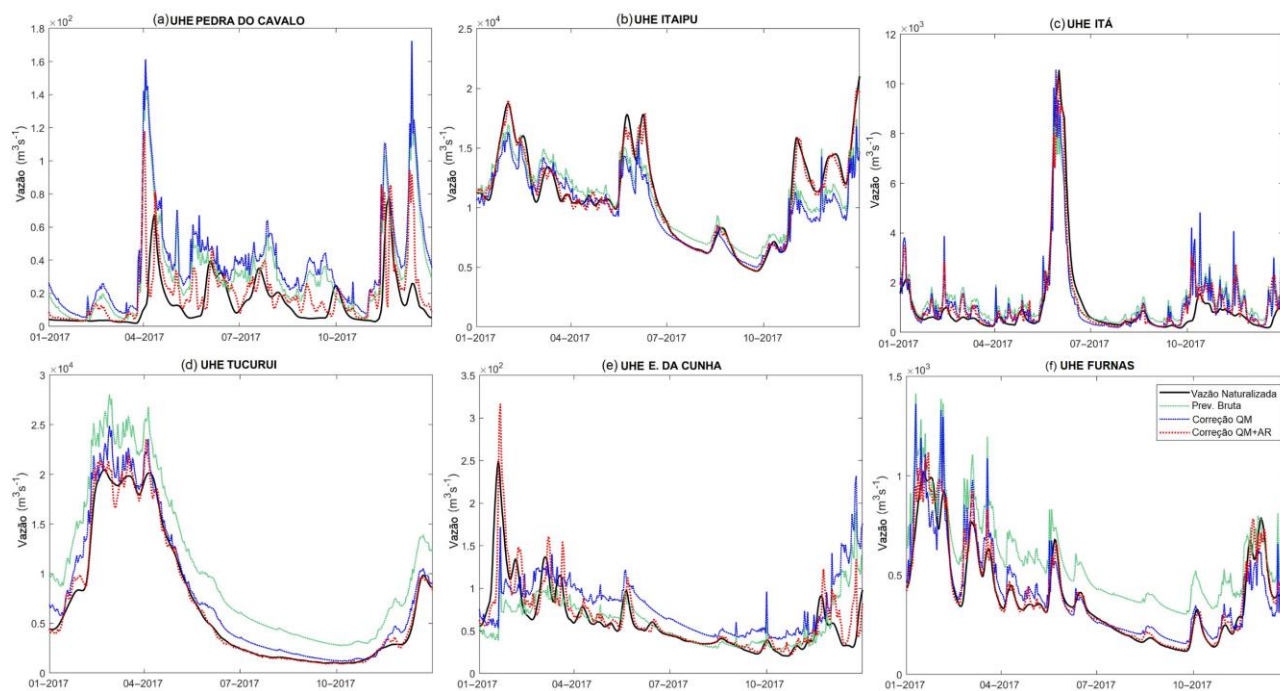 (a) UHE PEDRA DO CAVALO
×10²
Vazão (m³s⁻¹)
1.8
1.6
1.4
1.2
1
0.8
0.6
0.4
0.2
0
01–2017 04–2017 07–2017 10–2017
(b) UHE ITAIPU
×10⁴
Vazão (m³s⁻¹)
2.5
2
1.5
1
0.5
0
01–2017 04–2017 07–2017 10–2017
(c) UHE ITÁ
×10³
Vazão (m³s⁻¹)
12
10
8
6
4
2
0
01–2017 04–2017 07–2017 10–2017
(d) UHE TUCURUI
×10⁴
Vazão (m³s⁻¹)
3
2.5
2
1.5
1
0.5
0
01–2017 04–2017 07–2017 10–2017
(e) UHE E. DA CUNHA
×10²
Vazão (m³s⁻¹)
3.5
3
2.5
2
1.5
1
0.5
0
01–2017 04–2017 07–2017 10–2017
(f) UHE FURNAS
×10³
Vazão (m³s⁻¹)
1.5
1
0.5
0
01–2017 04–2017 07–2017 10–2017
Vazão Naturalizada
Prev. Bruta
Correção QM
Correção QM+AR